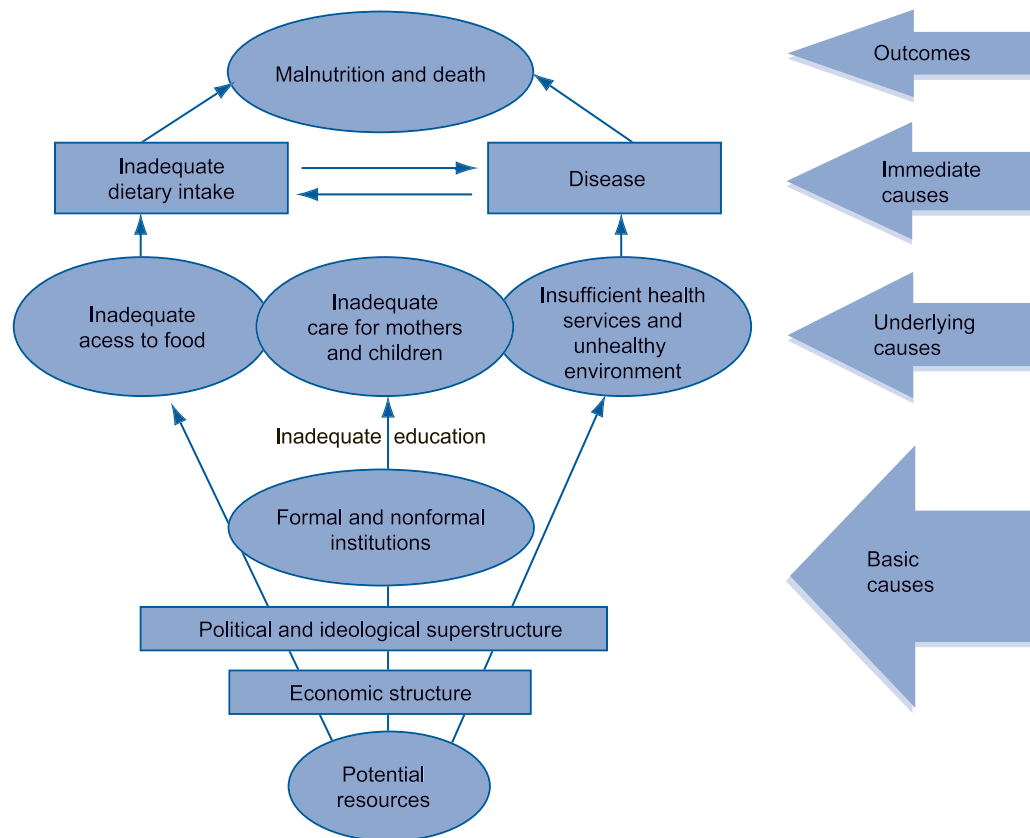 Malnutrition and death
Outcomes
Inadequate
dietary intake
Disease
Immediate
causes
Inadequate
acess to food
Inadequate
care for mothers
and children
Insufficient health
services and
unhealthy
environment
Underlying
causes
Inadequate education
Formal and nonformal
institutions
Basic
causes
Political and ideological superstructure
Economic structure
Potential
resources